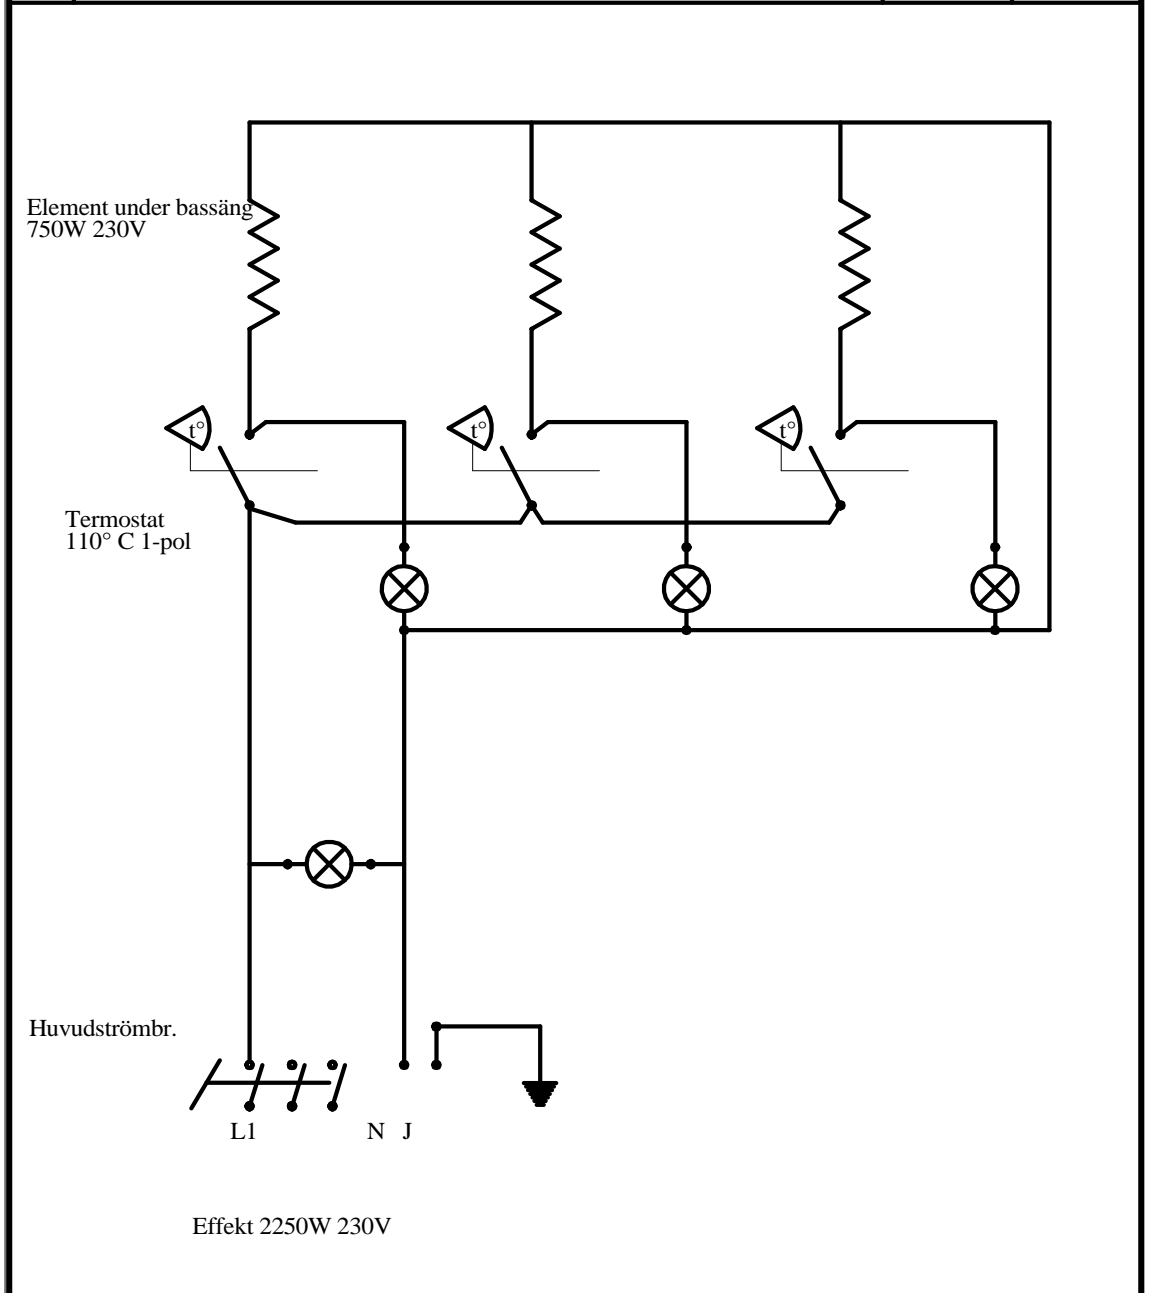 Element under bassäng
750W 230V
t° t° t°
Termostat
110° C 1-pol
Huvudströmbr.
L1 N J
Effekt 2250W 230V